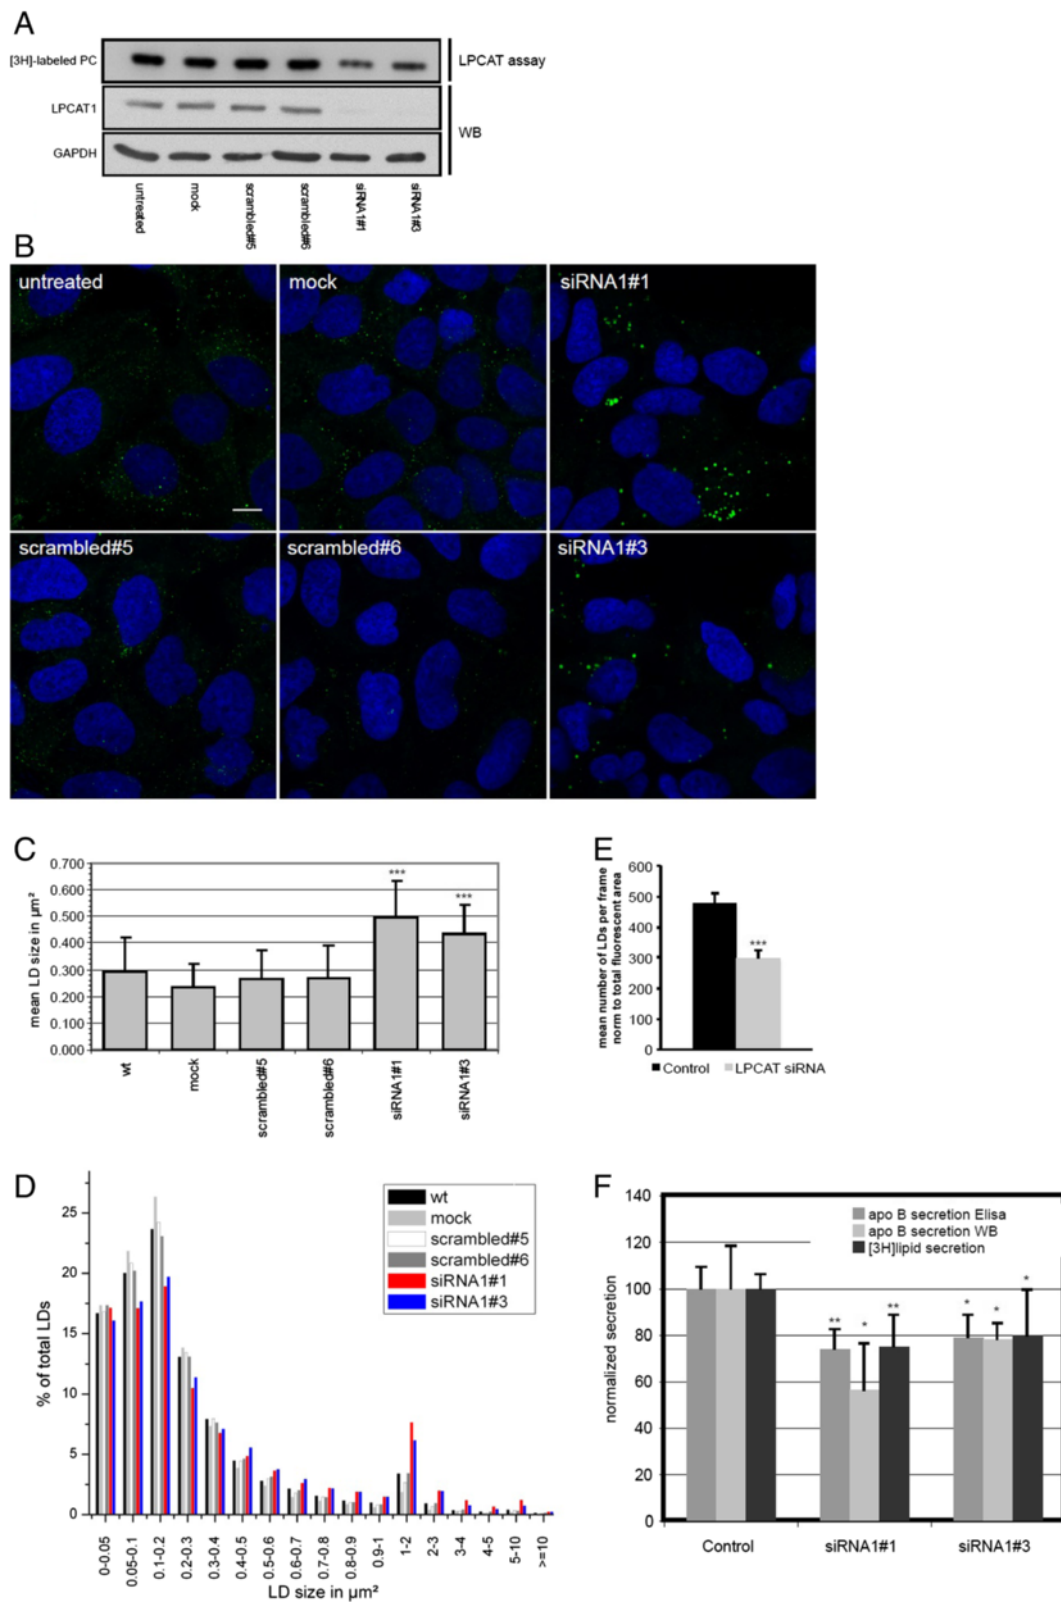 A
[3H]-labeled PC
LPCAT assay
LPCAT1
WB
GAPDH
untreated
mock
scrambled#5
scrambled#6
siRNA1#1
siRNA1#3
B
untreated
mock
siRNA1#1
scrambled#5
scrambled#6
siRNA1#3
C
mean LD size in µm²
0.700
0.600
0.500
0.400
0.300
0.200
0.100
0.000
***
***
wt
mock
scrambled#5
scrambled#6
siRNA1#1
siRNA1#3
E
mean number of LDs per frame
norm to total fluorescent area
600
500
400
300
200
100
0
***
Control
LPCAT siRNA
D
% of total LDs
25
20
15
10
5
0
wt
mock
scrambled#5
scrambled#6
siRNA1#1
siRNA1#3
0-0.05
0.05-0.1
0.1-0.2
0.2-0.3
0.3-0.4
0.4-0.5
0.5-0.6
0.6-0.7
0.7-0.8
0.8-0.9
0.9-1
1-2
2-3
3-4
4-5
5-10
>=10
LD size in µm²
F
normalized secretion
140
120
100
80
60
40
20
0
apo B secretion Elisa
apo B secretion WB
[3H]lipid secretion
**
*
**
*
*
*
Control
siRNA1#1
siRNA1#3